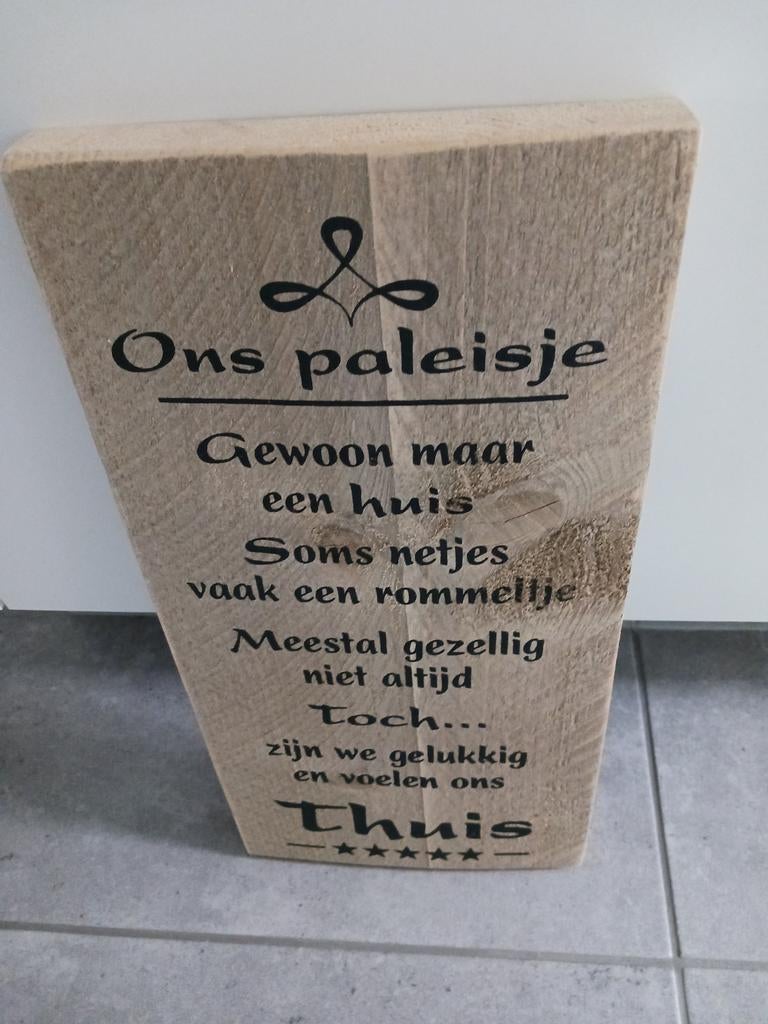 Ons paleisje
Gewoon maar
een huis
Soms netjes
vaak een rommeltje
Meestal gezellig
niet altijd
Toch...
zijn we gelukkig
en voelen ons
Thuis